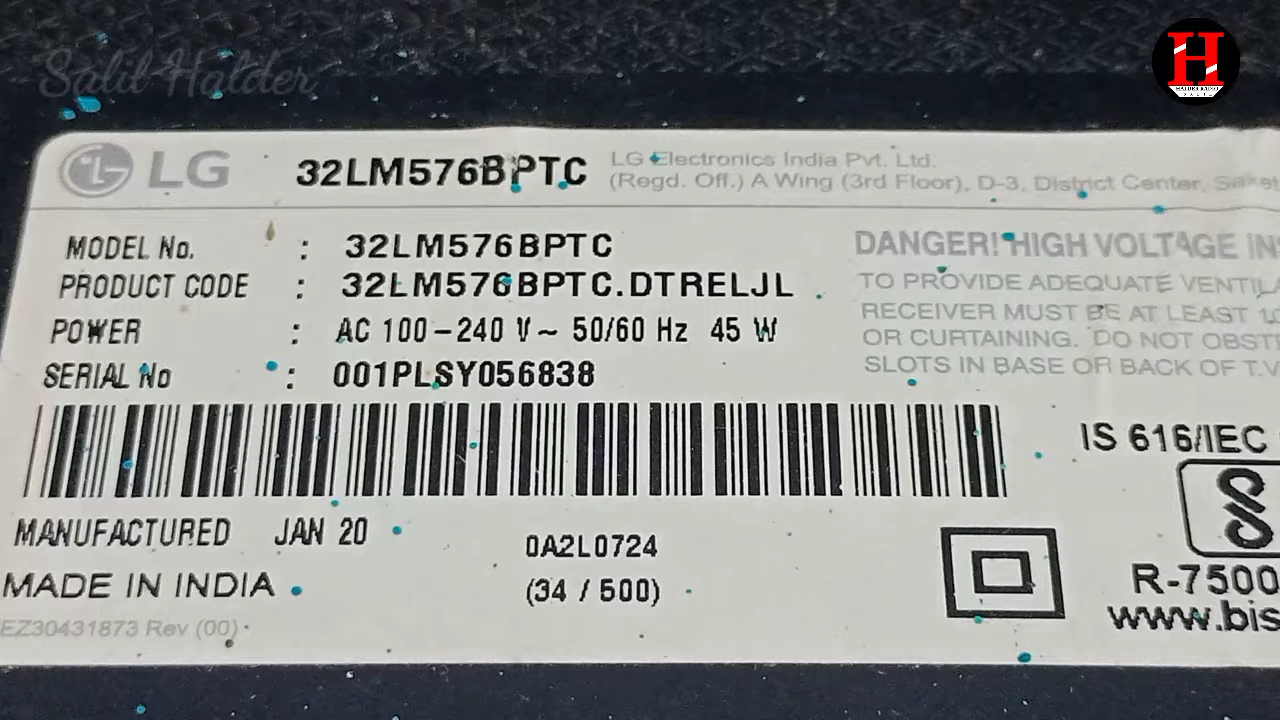 Salil Halder
H
LG 32LM576BPTC
LG Electronics India Pvt. Ltd.
(Regd. Off.) A Wing (3rd Floor), D-3, District Center, Saket
MODEL No. : 32LM576BPTC
PRODUCT CODE : 32LM576BPTC.DTRELJL
POWER : AC 100-240 V~ 50/60 Hz 45 W
SERIAL No : 001PLSY056838
DANGER! HIGH VOLTAGE IN
TO PROVIDE ADEQUATE
RECEIVER MUST BE AT LEAST
OR CURTAINING. DO NOT
SLOTS IN BASE OR BACK OF T.V
IS 616/IEC
MANUFACTURED JAN 20
0A2L0724
MADE IN INDIA
(34 / 500)
R-7500
www.bis
EZ30431873 Rev (00)